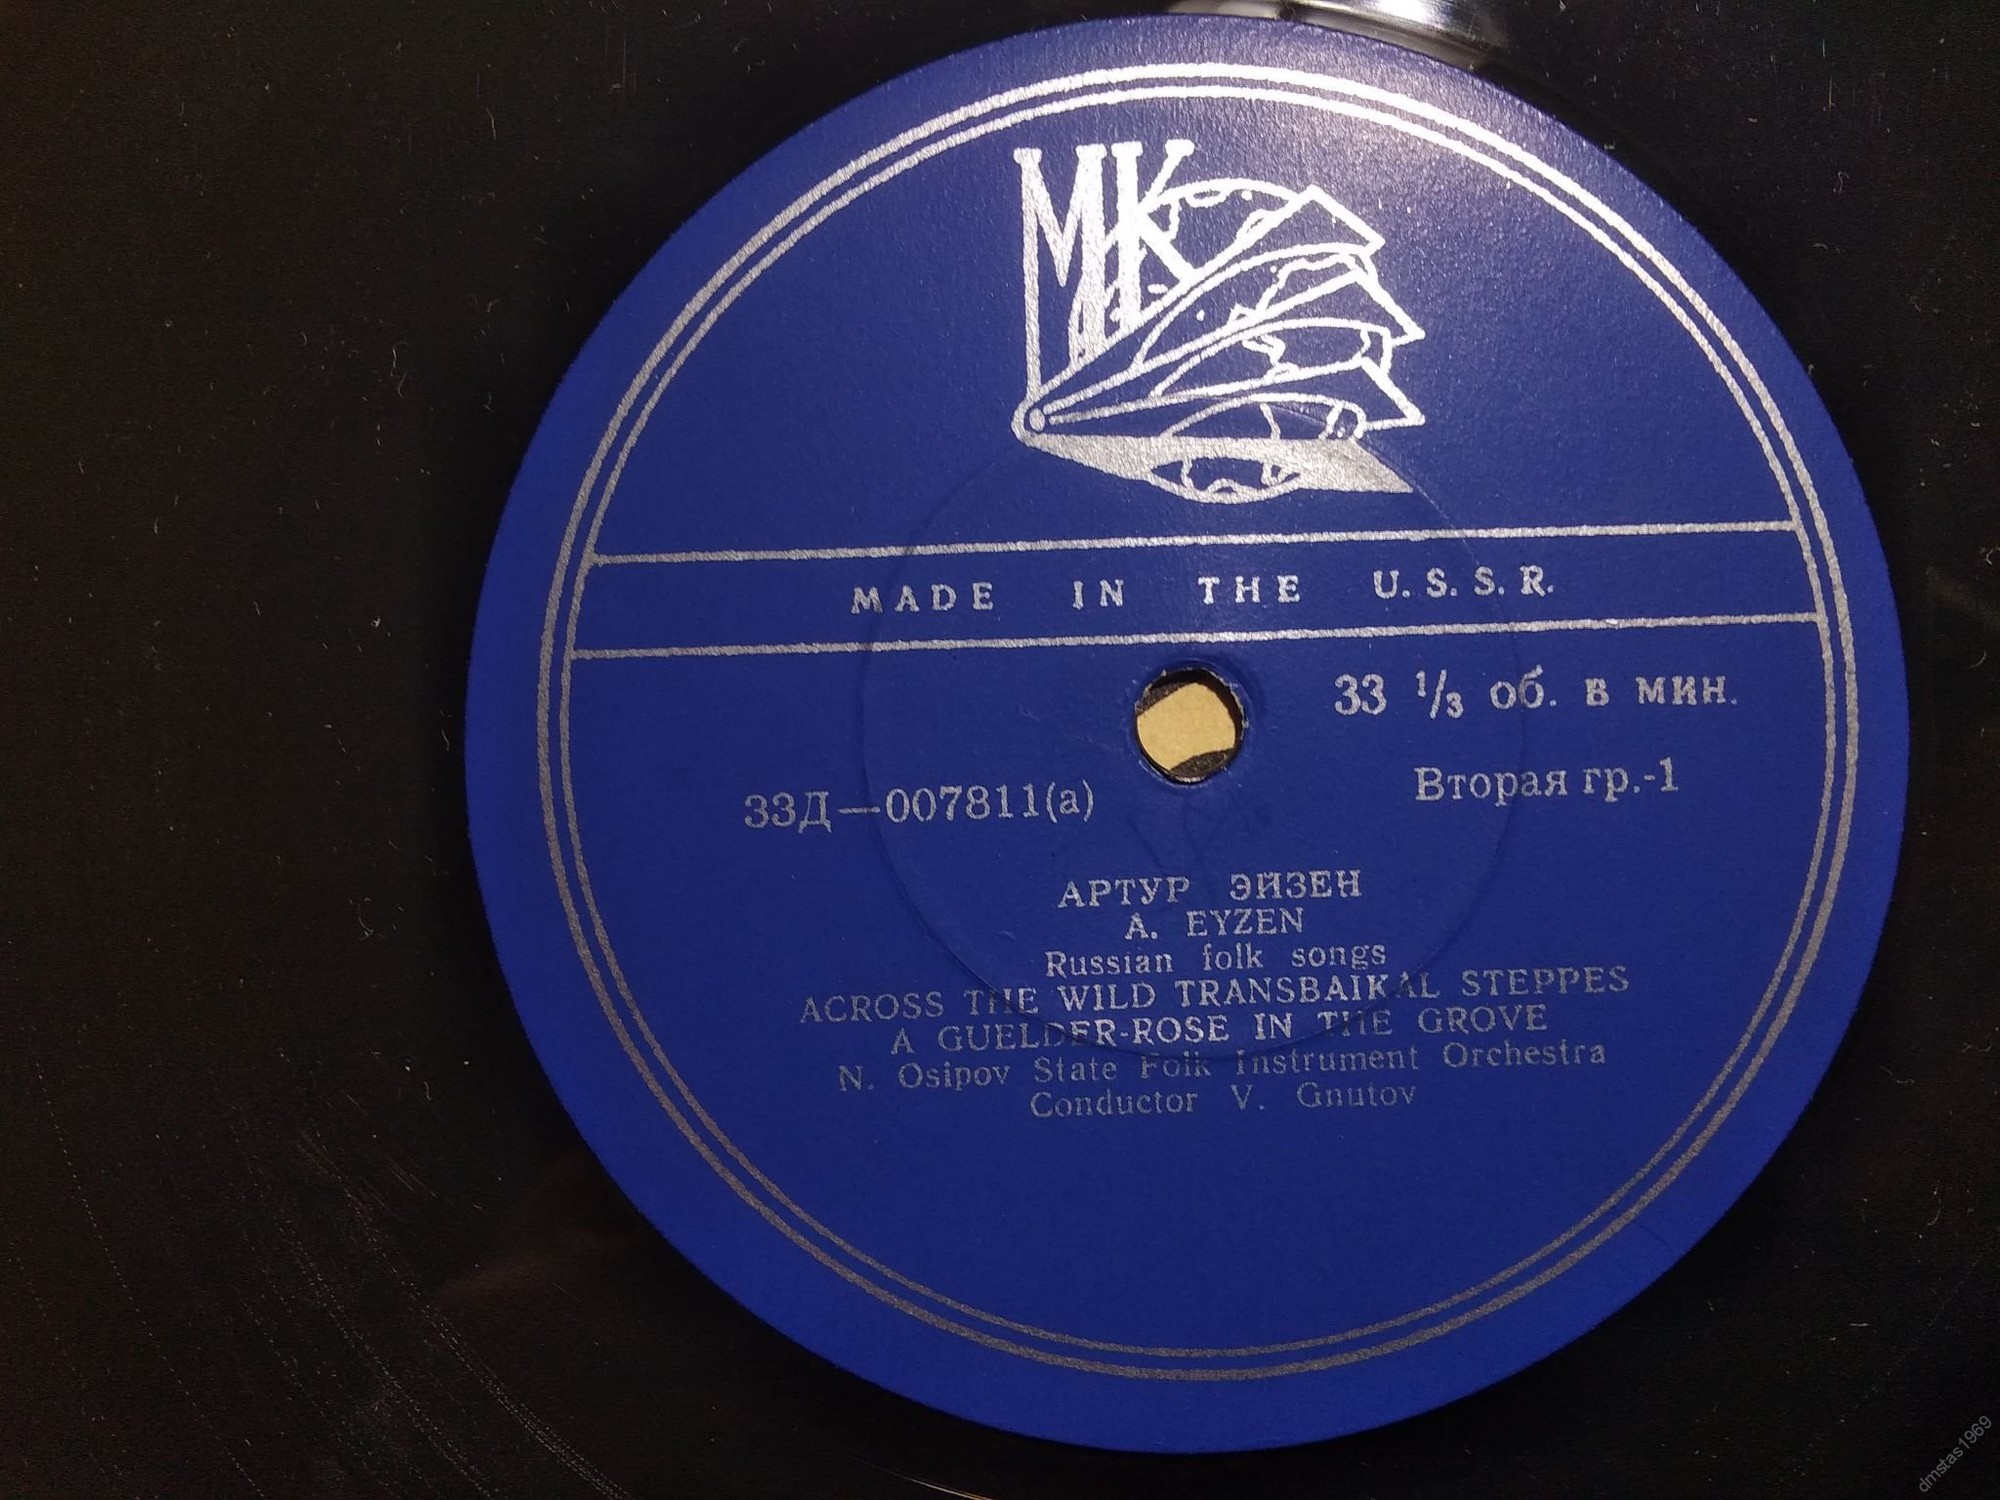 МК
MADE IN THE U.S.S.R.
33 1/3 об. в мин.
Вторая гр.-1
33Д—007811(а)
АРТУР ЭЙЗЕН
A. EYZEN
Russian folk songs
ACROSS THE WILD TRANSBAIKAL STEPPES
A GUELDER-ROSE IN THE GROVE
N. Osipov State Folk Instrument Orchestra
Conductor V. Gnutov
dmstas1969